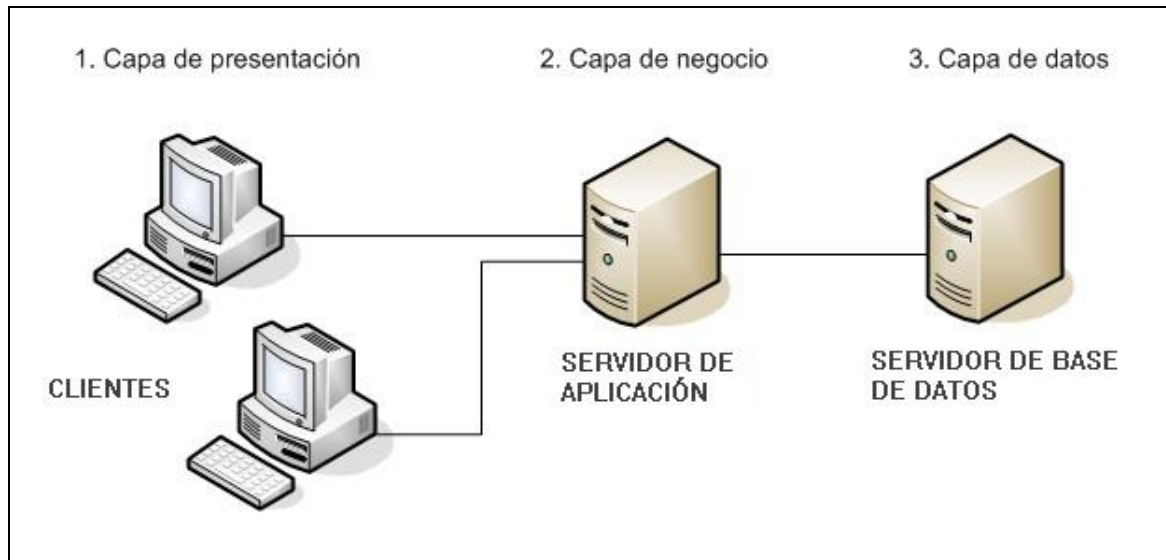 1. Capa de presentación
2. Capa de negocio
3. Capa de datos
CLIENTES
SERVIDOR DE
APLICACIÓN
SERVIDOR DE BASE
DE DATOS